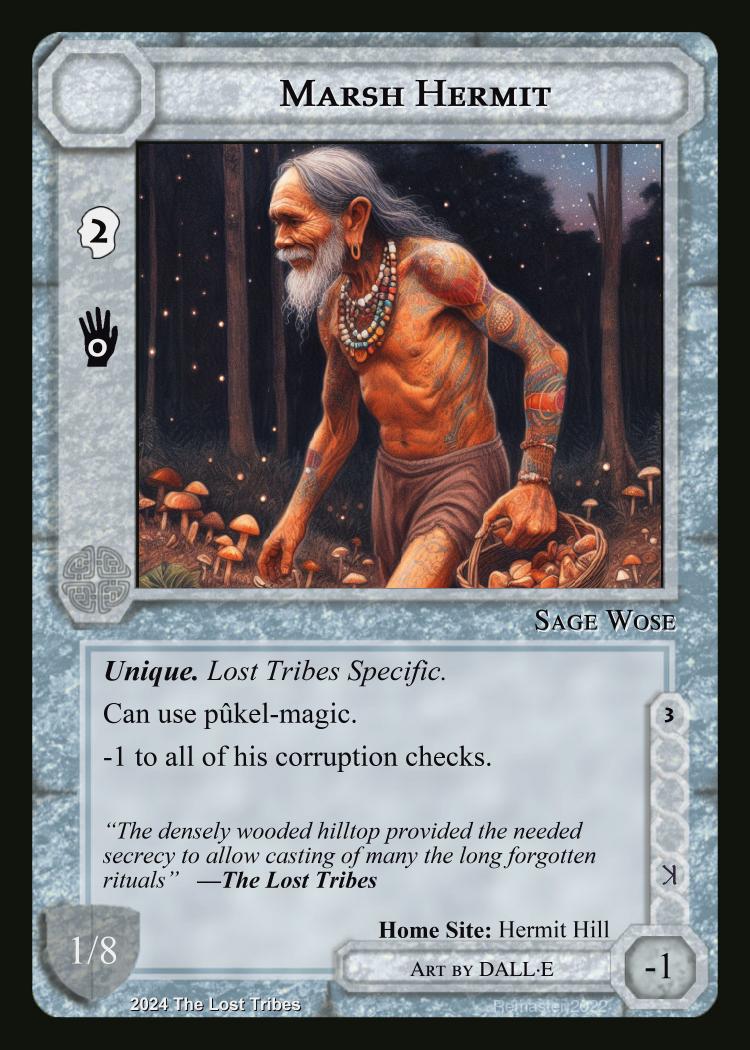 Marsh Hermit
2
O
Sage Wose
Unique. Lost Tribes Specific.
Can use pûkel-magic.
3
-1 to all of his corruption checks.
“The densely wooded hilltop provided the needed
secrecy to allow casting of many the long forgotten
rituals” —The Lost Tribes
Home Site: Hermit Hill
1/8
Art by DALL·E
-1
2024 The Lost Tribes
Remaster 2022